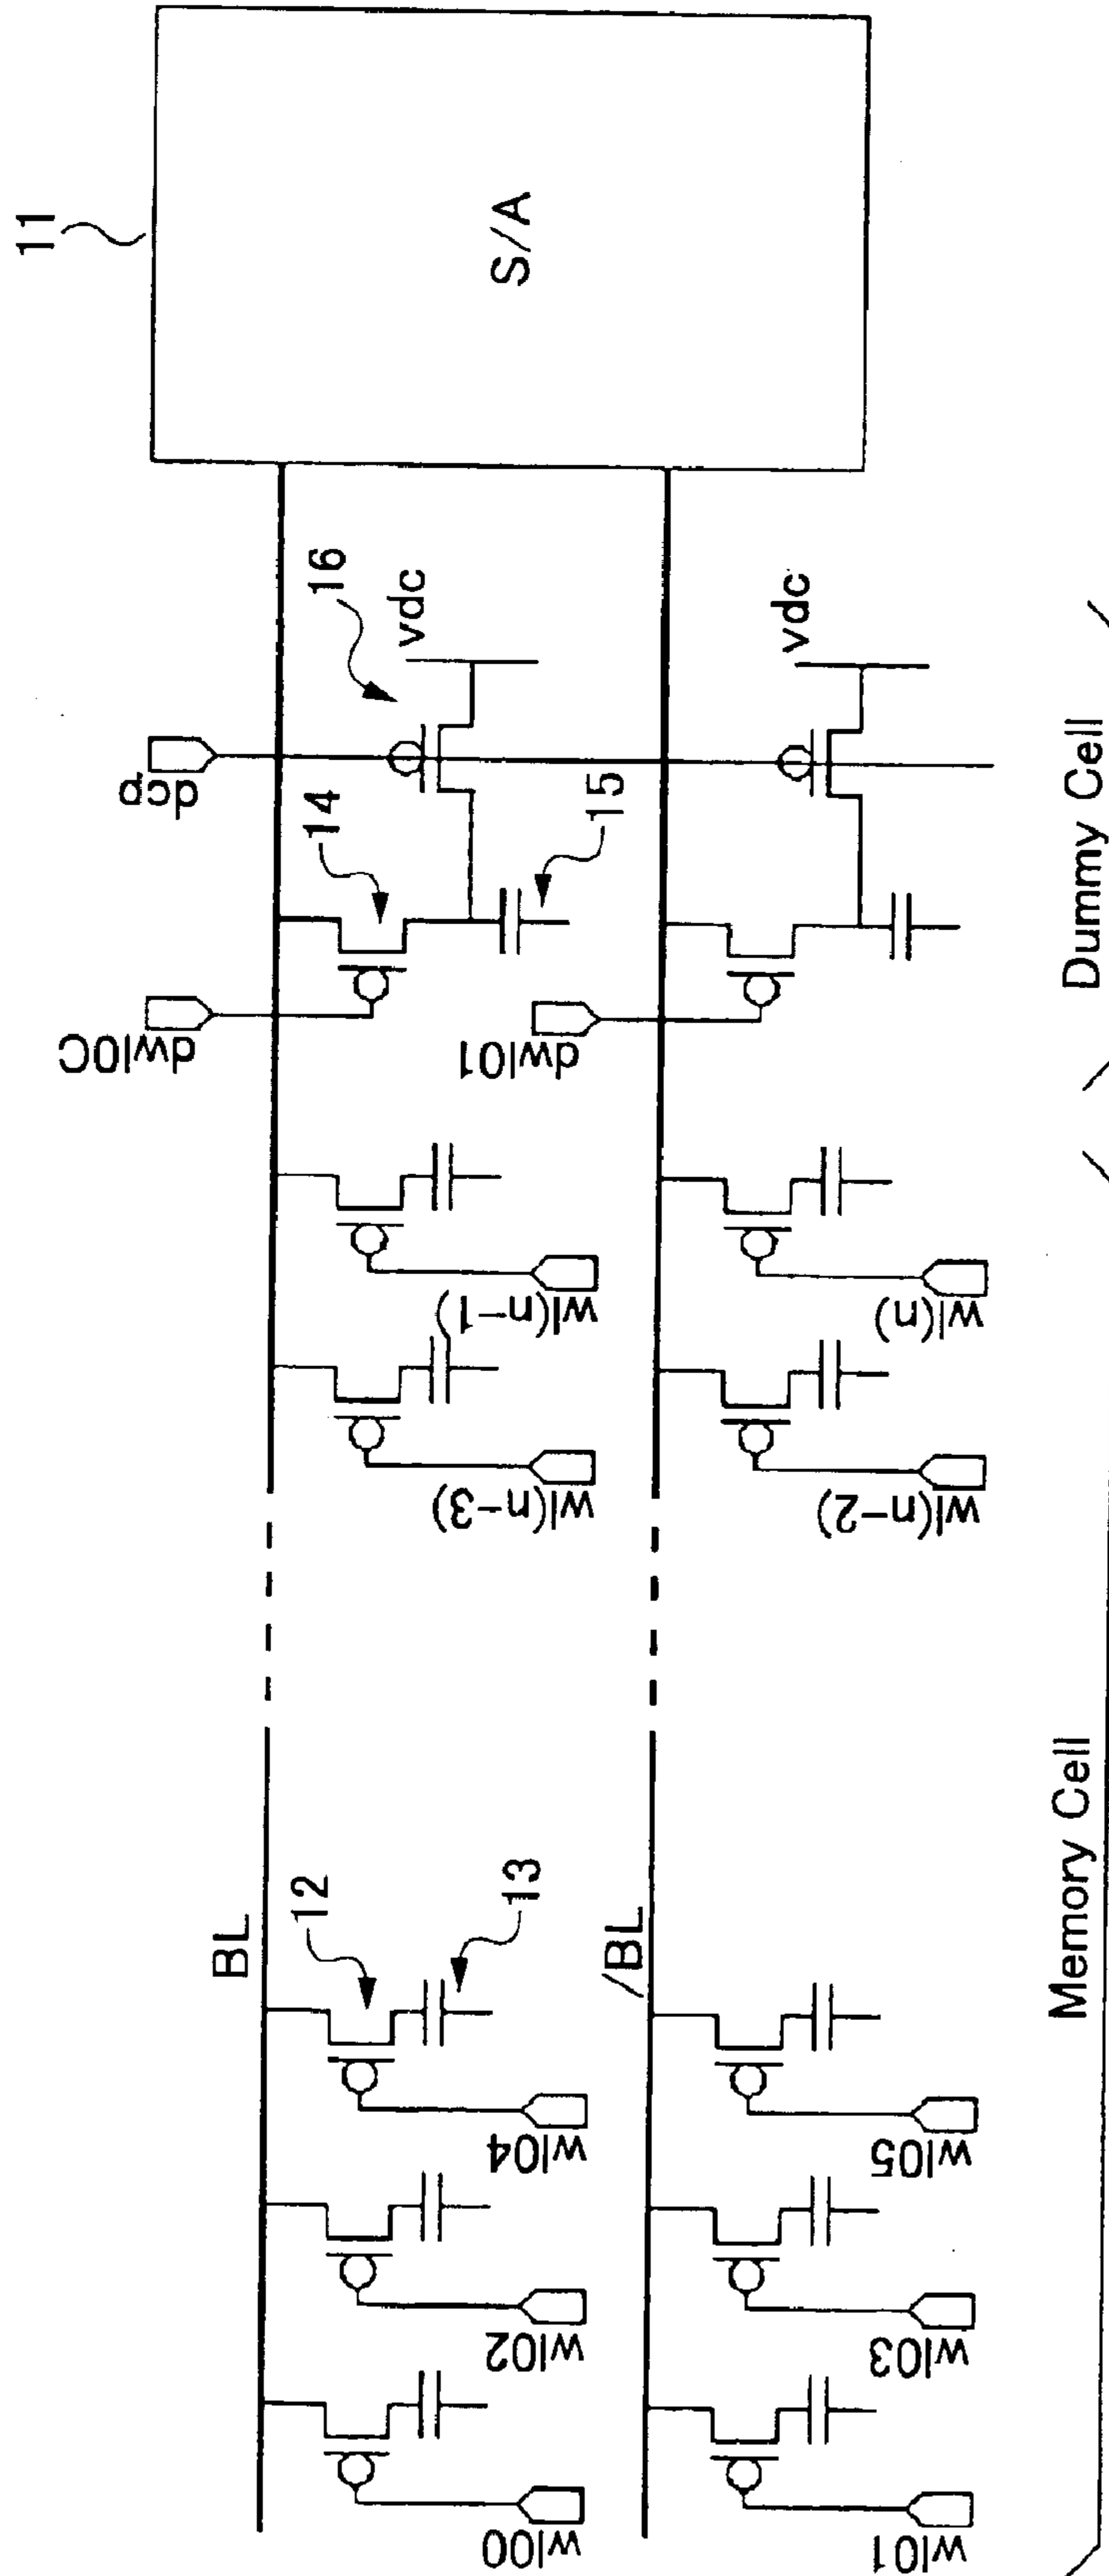 11
S/A
16
vdc
vdc
dcp
14
15
dwl0C
dwl01
wl(n-1)
wl(n-3)
wl(n)
wl(n-2)
BL
/BL
12
13
wl04
wl02
wl00
wl05
wl03
wl01
Memory Cell
Dummy Cell